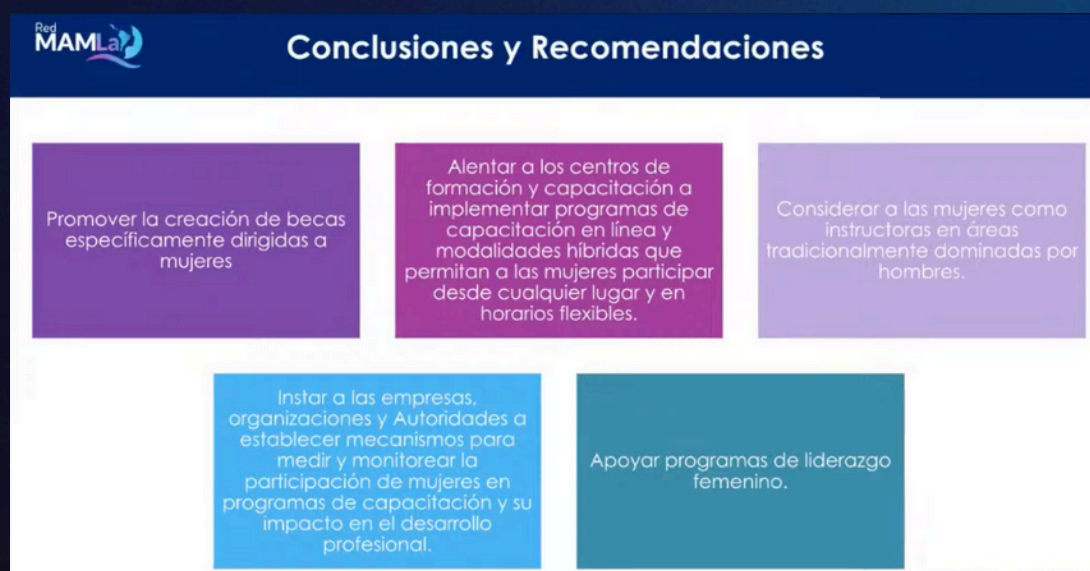 Red
MAMLa
Conclusiones y Recomendaciones
Promover la creación de becas
específicamente dirigidas a
mujeres
Alentar a los centros de
formación y capacitación a
implementar programas de
capacitación en línea y
modalidades híbridas que
permitan a las mujeres participar
desde cualquier lugar y en
horarios flexibles.
Considerar a las mujeres como
instructoras en áreas
tradicionalmente dominadas por
hombres.
Instar a las empresas,
organizaciones y Autoridades a
establecer mecanismos para
medir y monitorear la
participación de mujeres en
programas de capacitación y su
impacto en el desarrollo
profesional.
Apoyar programas de liderazgo
femenino.